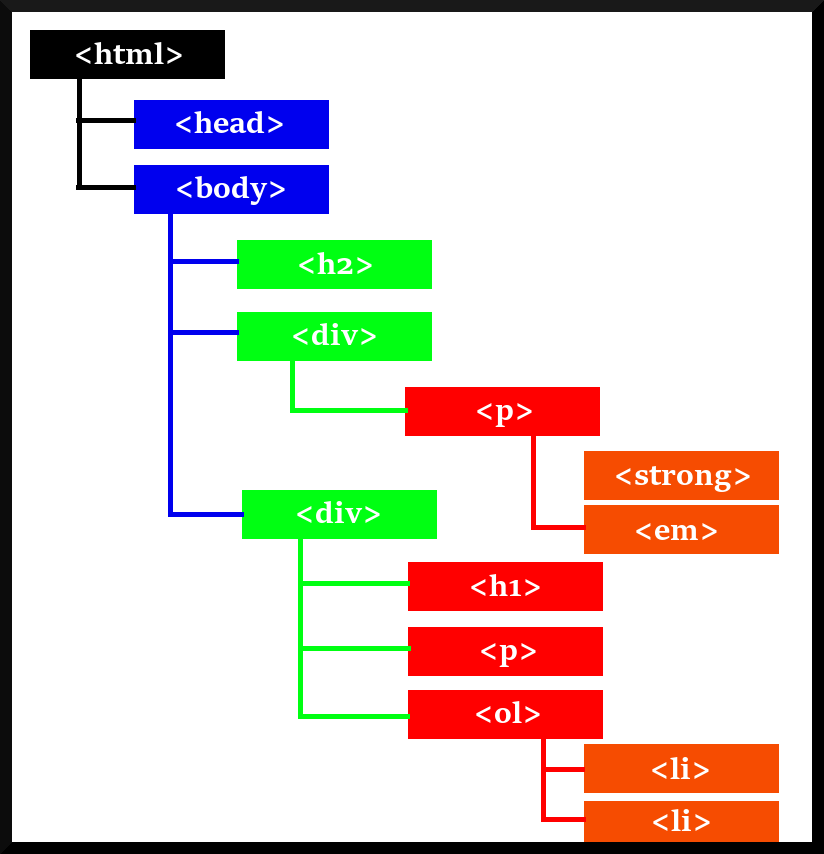 <html>
<head>
<body>
<h2>
<div>
<p>
<strong>
<em>
<div>
<h1>
<p>
<ol>
<li>
<li>